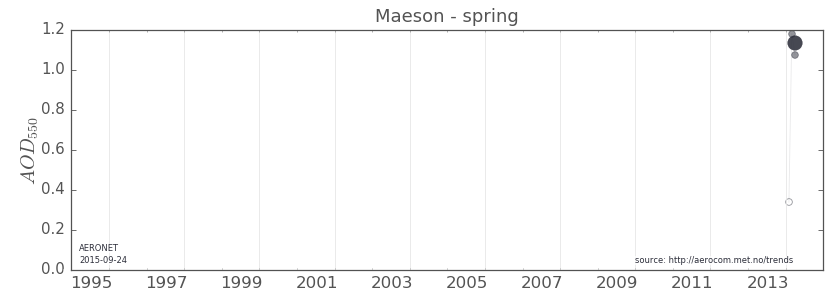 Maeson - spring
1.2
1.0
0.8
0.6
0.4
0.2
0.0
AOD550
AERONET
2015-09-24
source: http://aerocom.met.no/trends
1995 1997 1999 2001 2003 2005 2007 2009 2011 2013